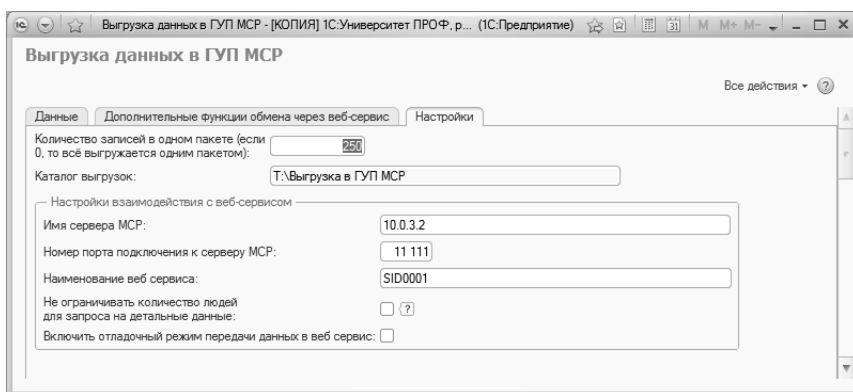 Выгрузка данных в ГУП МСР - [КОПИЯ] 1С:Университет ПРОФ, р... (1С:Предприятие) M M+ M-
Выгрузка данных в ГУП МСР
Все действия
Данные Дополнительные функции обмена через веб-сервис Настройки
Количество записей в одном пакете (если
0, то всё выгружается одним пакетом): 250
Каталог выгрузок: T:\Выгрузка в ГУП МСР
Настройки взаимодействия с веб-сервисом
Имя сервера МСР: 10.0.3.2
Номер порта подключения к серверу МСР: 11 111
Наименование веб сервиса: SID0001
Не ограничивать количество людей
для запроса на детальные данные: ?
Включить отладочный режим передачи данных в веб сервис: